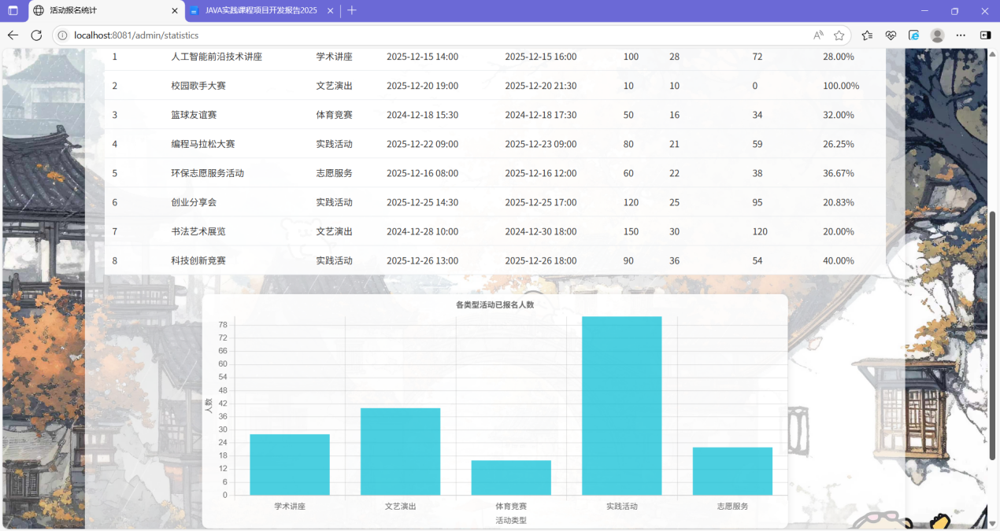 活动报名统计
JAVA实践课程项目开发报告2025
localhost:8081/admin/statistics
1 人工智能前沿技术讲座 学术讲座 2025-12-15 14:00 2025-12-15 16:00 100 28 72 28.00%
2 校园歌手大赛 文艺演出 2025-12-20 19:00 2025-12-20 21:30 10 10 0 100.00%
3 篮球友谊赛 体育竞赛 2024-12-18 15:30 2024-12-18 17:30 50 16 34 32.00%
4 编程马拉松大赛 实践活动 2025-12-22 09:00 2025-12-23 09:00 80 21 59 26.25%
5 环保志愿服务活动 志愿服务 2025-12-16 08:00 2025-12-16 12:00 60 22 38 36.67%
6 创业分享会 实践活动 2025-12-25 14:30 2025-12-25 17:00 120 25 95 20.83%
7 书法艺术展览 文艺演出 2024-12-28 10:00 2024-12-30 18:00 150 30 120 20.00%
8 科技创新竞赛 实践活动 2025-12-26 13:00 2025-12-26 18:00 90 36 54 40.00%
各类型活动已报名人数
78
72
66
60
54
48
42
36
30
24
18
12
6
0
人数
学术讲座 文艺演出 体育竞赛 实践活动 志愿服务
活动类型